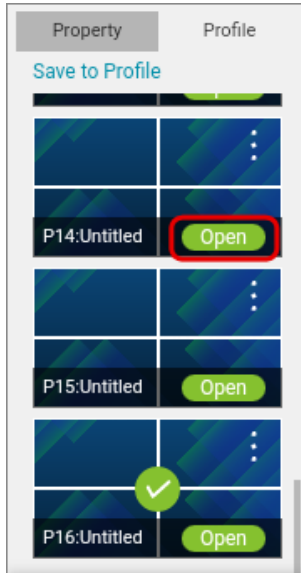 Property Profile
Save to Profile
P14:Untitled Open
P15:Untitled Open
P16:Untitled Open